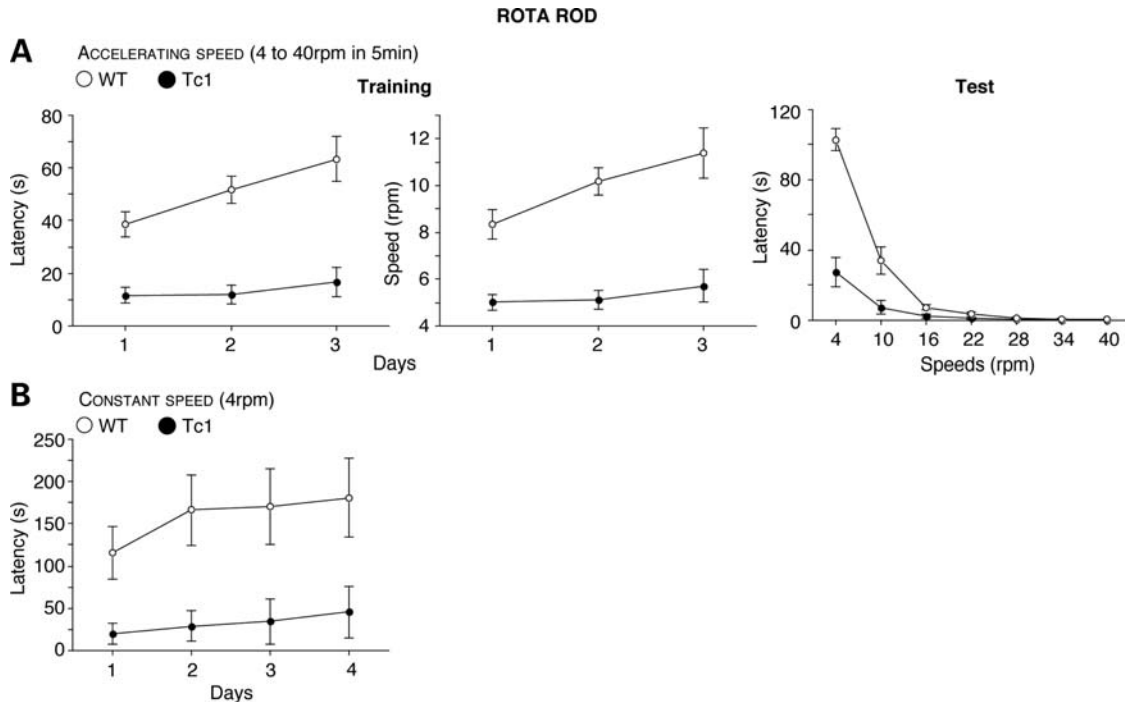 ROTA ROD
A
ACCELERATING SPEED (4 to 40rpm in 5min)
WT Tc1
Training
Test
Latency (s)
80
60
40
20
0
1 2 3
Speed (rpm)
12
10
8
6
4
1 2 3
Days
Latency (s)
120
80
40
0
4 10 16 22 28 34 40
Speeds (rpm)
B
CONSTANT SPEED (4rpm)
WT Tc1
Latency (s)
250
200
150
100
50
0
1 2 3 4
Days